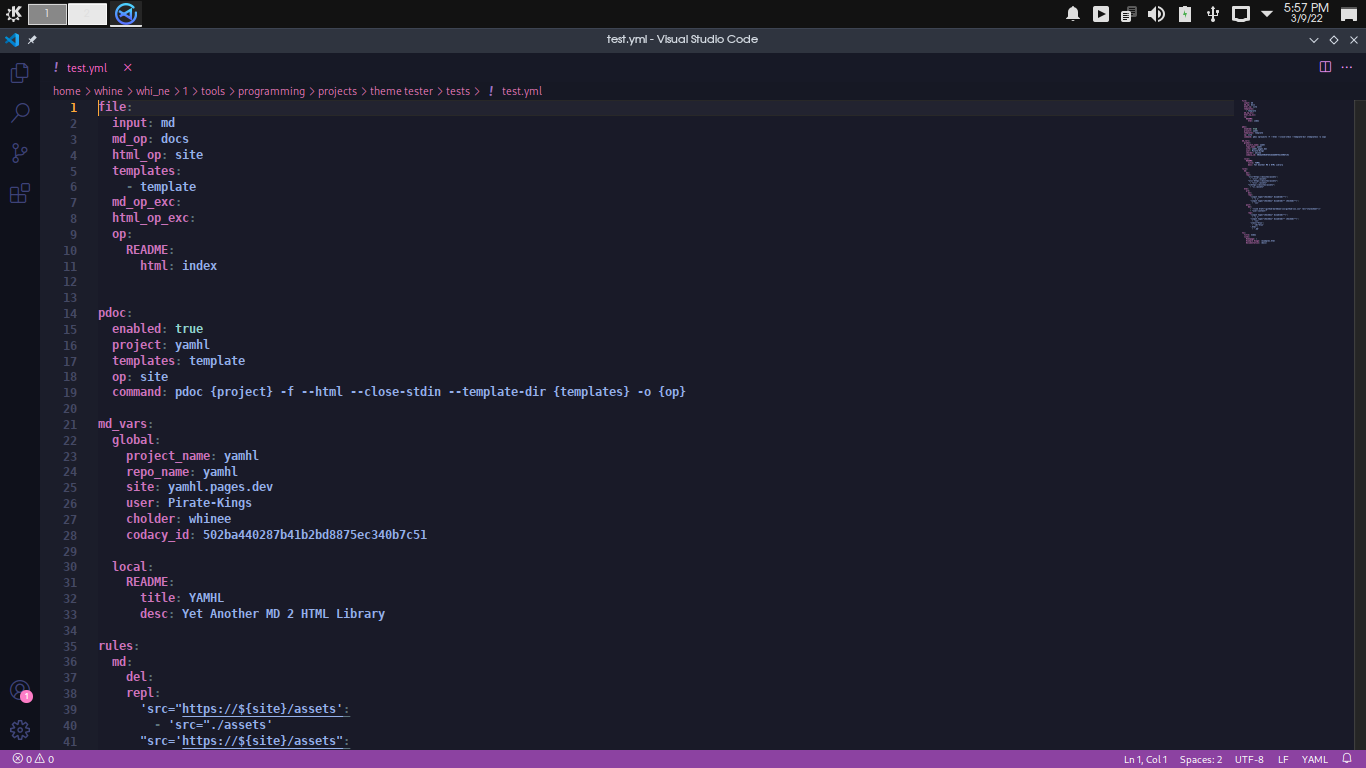 1
5:57 PM
3/9/22
test.yml - Visual Studio Code
! test.yml
home > whine > whi_ne > 1 > tools > programming > projects > theme tester > tests > ! test.yml
1 file:
2   input: md
3   md_op: docs
4   html_op: site
5   templates:
6     - template
7   md_op_exc:
8   html_op_exc:
9   op:
10     README:
11       html: index
12
13
14 pdoc:
15   enabled: true
16   project: yamhl
17   templates: template
18   op: site
19   command: pdoc {project} -f --html --close-stdin --template-dir {templates} -o {op}
20
21 md_vars:
22   global:
23     project_name: yamhl
24     repo_name: yamhl
25     site: yamhl.pages.dev
26     user: Pirate-Kings
27     cholder: whinee
28     codacy_id: 502ba440287b41b2bd8875ec340b7c51
29
30   local:
31     README:
32       title: YAMHL
33       desc: Yet Another MD 2 HTML Library
34
35 rules:
36   md:
37     del:
38     repl:
39       'src="https://${site}/assets':
40         - 'src="./assets'
41       "src='https://${site}/assets":
1
0 0
Ln 1, Col 1 Spaces: 2 UTF-8 LF YAML